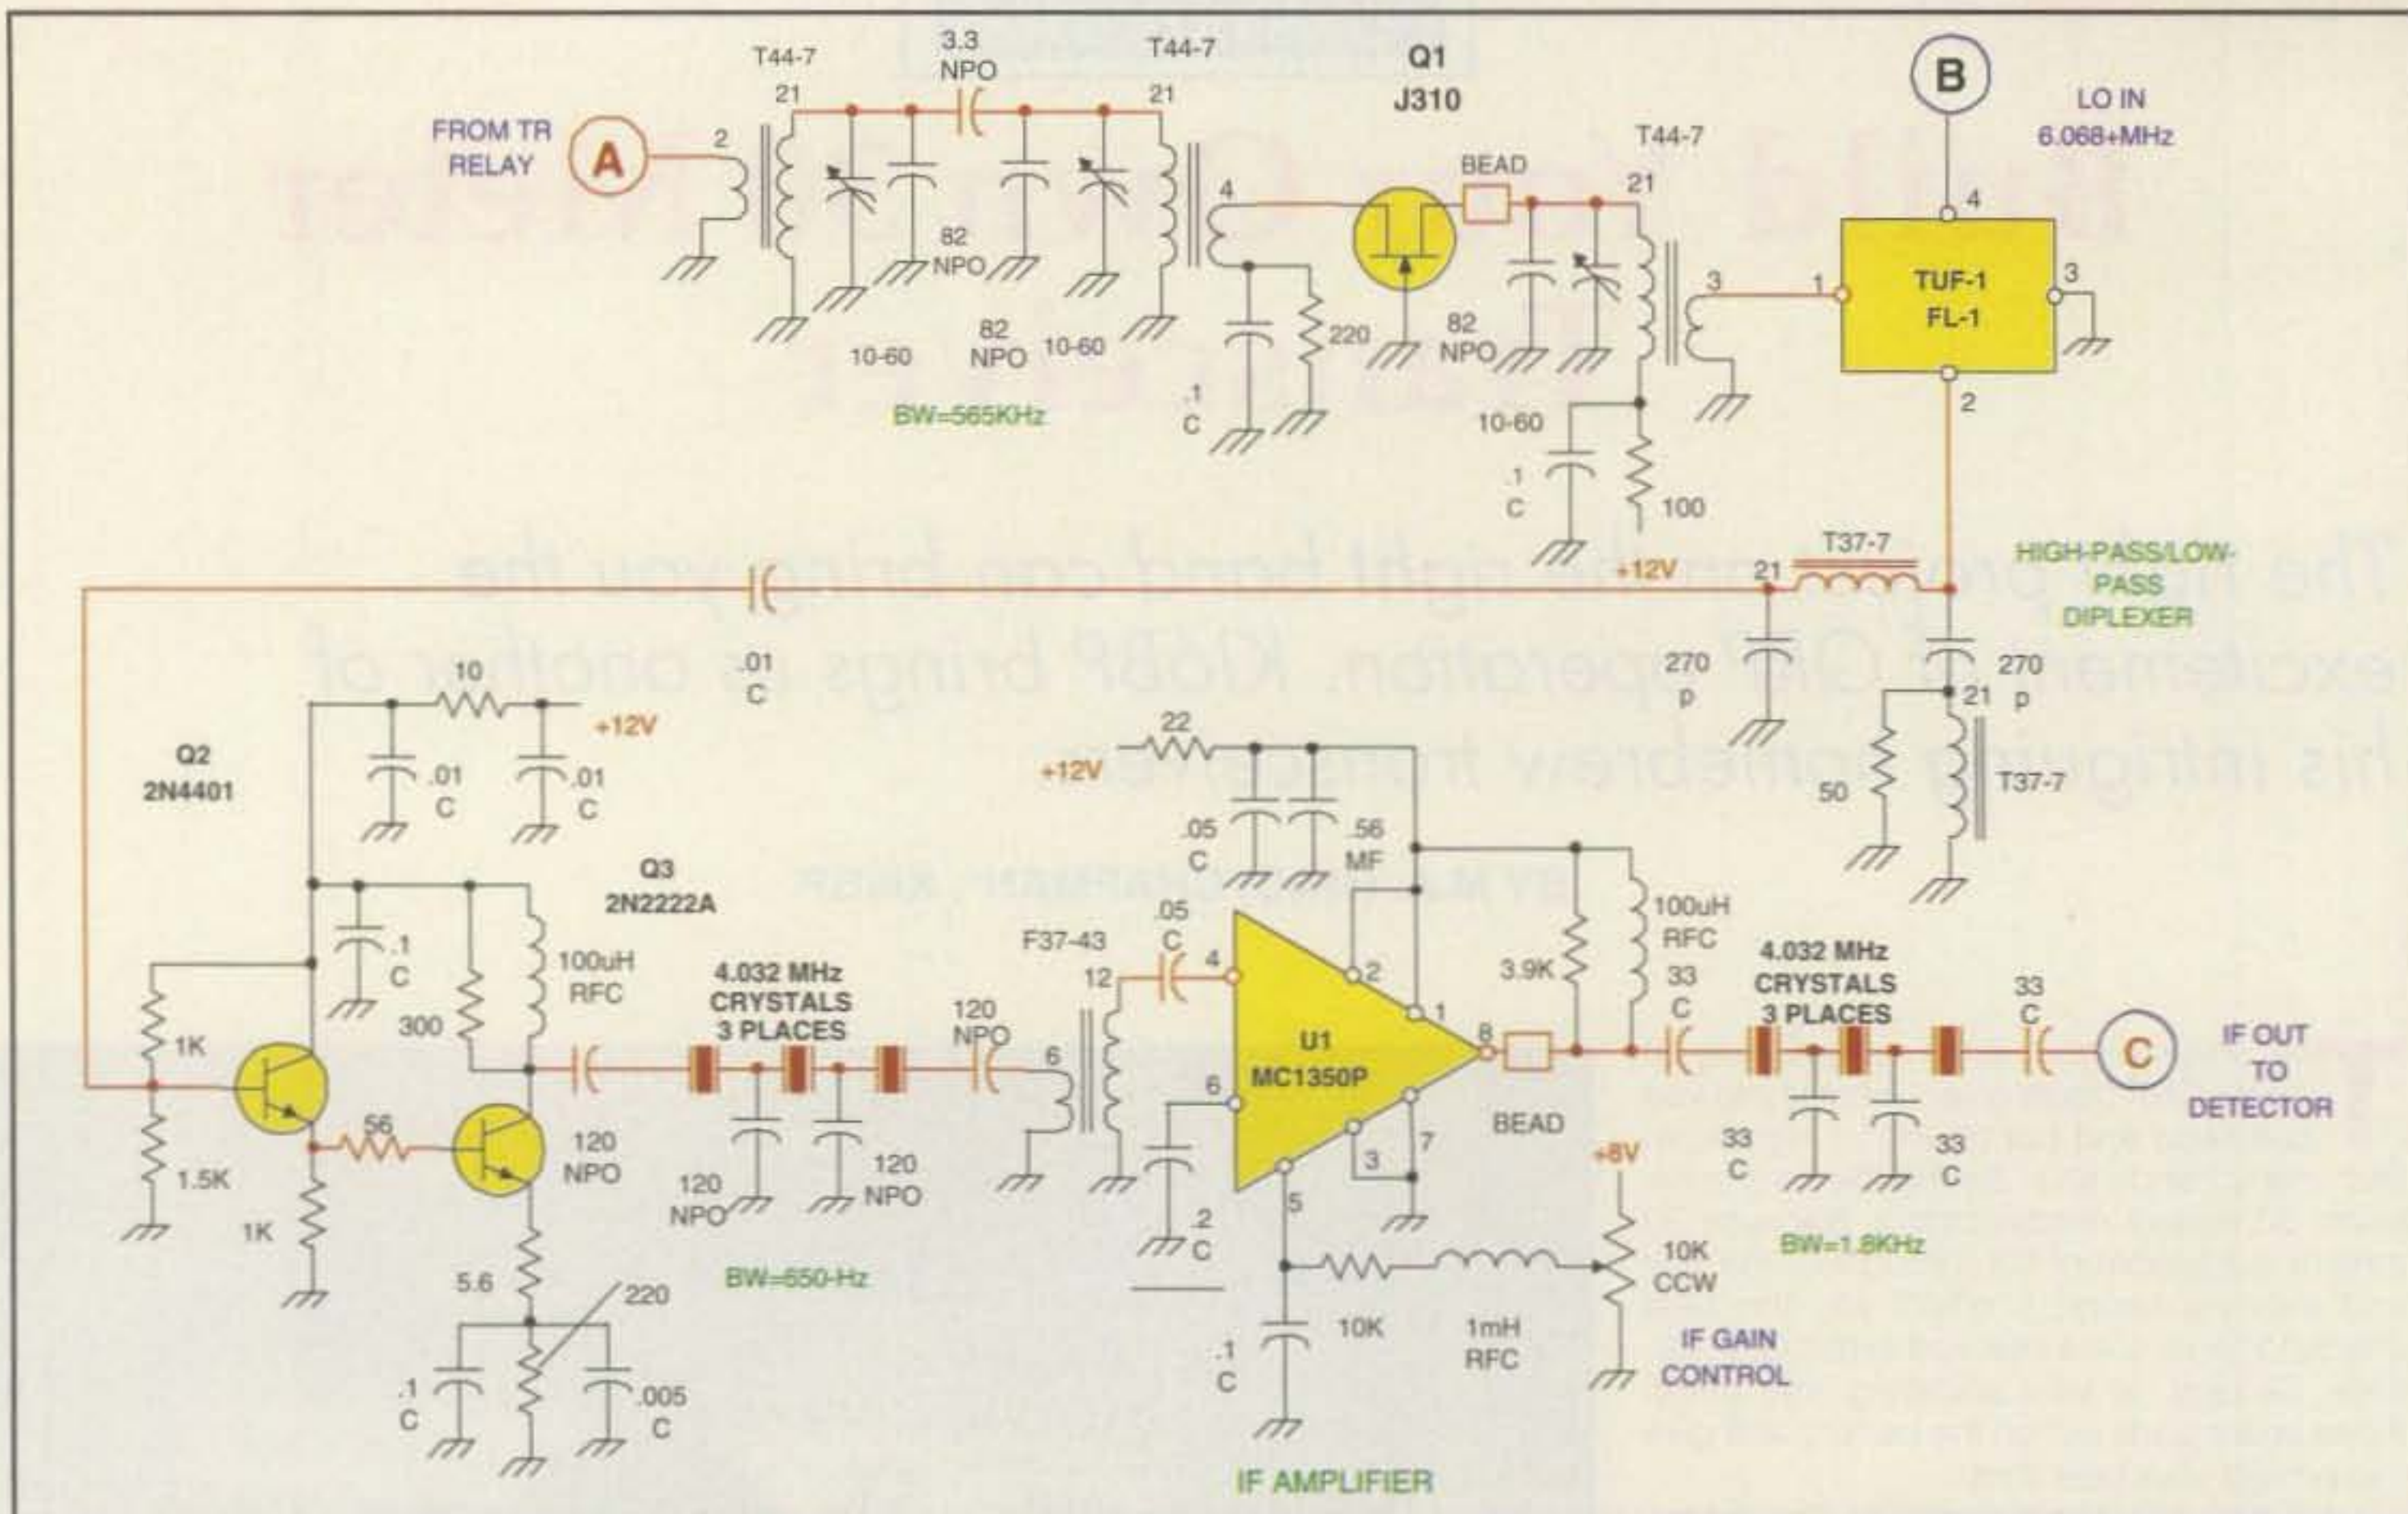 T44-7
3.3
NPO
T44-7
Q1
J310
B
LO IN
6.068+MHz
FROM TR
RELAY
A
2
21
21
4
BEAD
T44-7
21
4
3
1
TUF-1
FL-1
3
2
82
NPO
82
NPO
10-60
10-60
BW=565KHz
.1
C
220
82
NPO
10-60
.1
C
100
+12V
21
T37-7
HIGH-PASS/LOW-
PASS
DIPLEXER
.01
C
270
p
270
p
21
50
T37-7
10
+12V
Q2
2N4401
.01
C
.01
C
Q3
2N2222A
.1
C
100uH
RFC
300
1K
1.5K
1K
56
5.6
220
.1
C
.005
C
120
NPO
4.032 MHz
CRYSTALS
3 PLACES
120
NPO
120
NPO
120
NPO
BW=650-Hz
F37-43
6
12
.05
C
22
+12V
.05
C
.56
MF
4
2
1
8
6
U1
MC1350P
3
7
5
.2
C
BEAD
3.9K
100uH
RFC
33
C
4.032 MHz
CRYSTALS
3 PLACES
33
C
33
C
33
C
BW=1.8KHz
C
IF OUT
TO
DETECTOR
+8V
10K
CCW
10K
1mH
RFC
.1
C
IF GAIN
CONTROL
IF AMPLIFIER